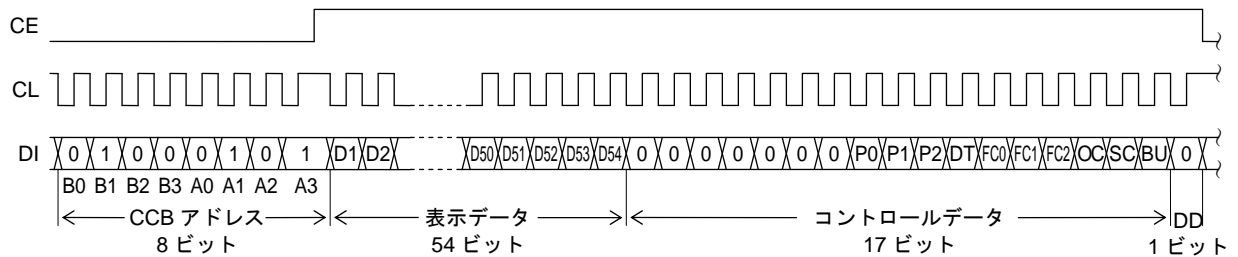 CE
CL
DI 0 1 0 0 0 1 0 1 D1 D2 D50 D51 D52 D53 D54 0 0 0 0 0 0 0 P0 P1 P2 DT FC0 FC1 FC2 OC SC BU 0
B0 B1 B2 B3 A0 A1 A2 A3
CCB アドレス 表示データ コントロールデータ DD
8 ビット 54 ビット 17 ビット 1 ビット